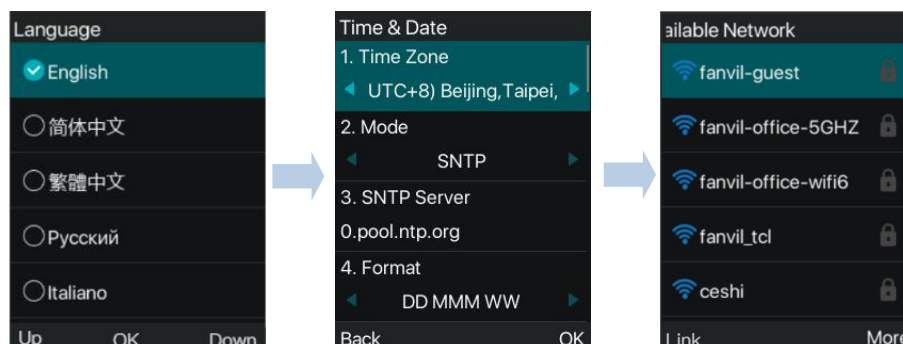 Language
English
简体中文
繁體中文
Русский
Italiano
Up OK Down
Time & Date
1. Time Zone
UTC+8) Beijing,Taipei,
2. Mode
SNTP
3. SNTP Server
0.pool.ntp.org
4. Format
DD MMM WW
Back OK
ailable Network
fanvil-guest
fanvil-office-5GHZ
fanvil-office-wifi6
fanvil_tcl
ceshi
Link More